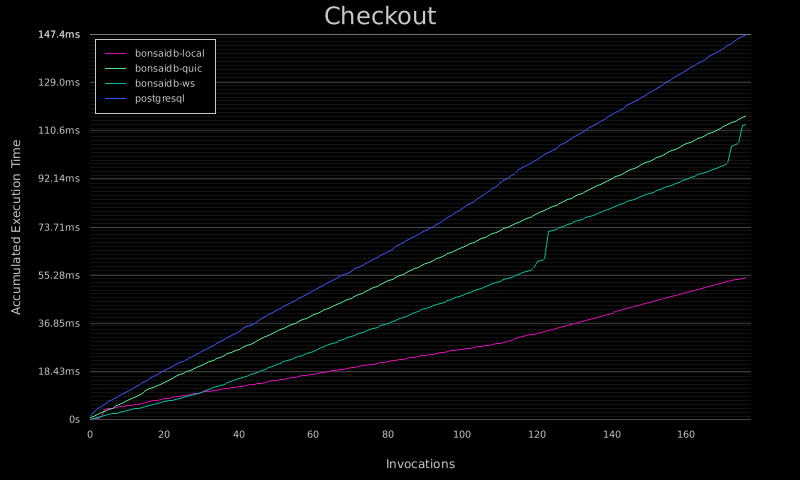 Checkout
147.4ms
129.0ms
110.6ms
92.14ms
73.71ms
55.28ms
36.85ms
18.43ms
0s
bonsaidb-local
bonsaidb-quic
bonsaidb-ws
postgresql
Accumulated Execution Time
0 20 40 60 80 100 120 140 160
Invocations